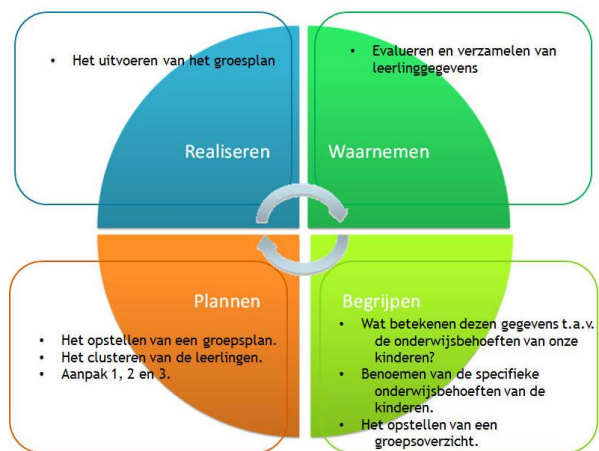 • Het uitvoeren van het groesplan
Realiseren
• Evalueren en verzamelen van
leerlinggegevens
Waarnemen
Plannen
• Het opstellen van een groepsplan.
• Het clusteren van de leerlingen.
• Aanpak 1, 2 en 3.
Begrijpen
• Wat betekenen dezen gegevens t.a.v.
de onderwijsbehoeften van onze
kinderen?
• Benoemen van de specifieke
onderwijsbehoeften van de
kinderen.
• Het opstellen van een
groepsoverzicht.